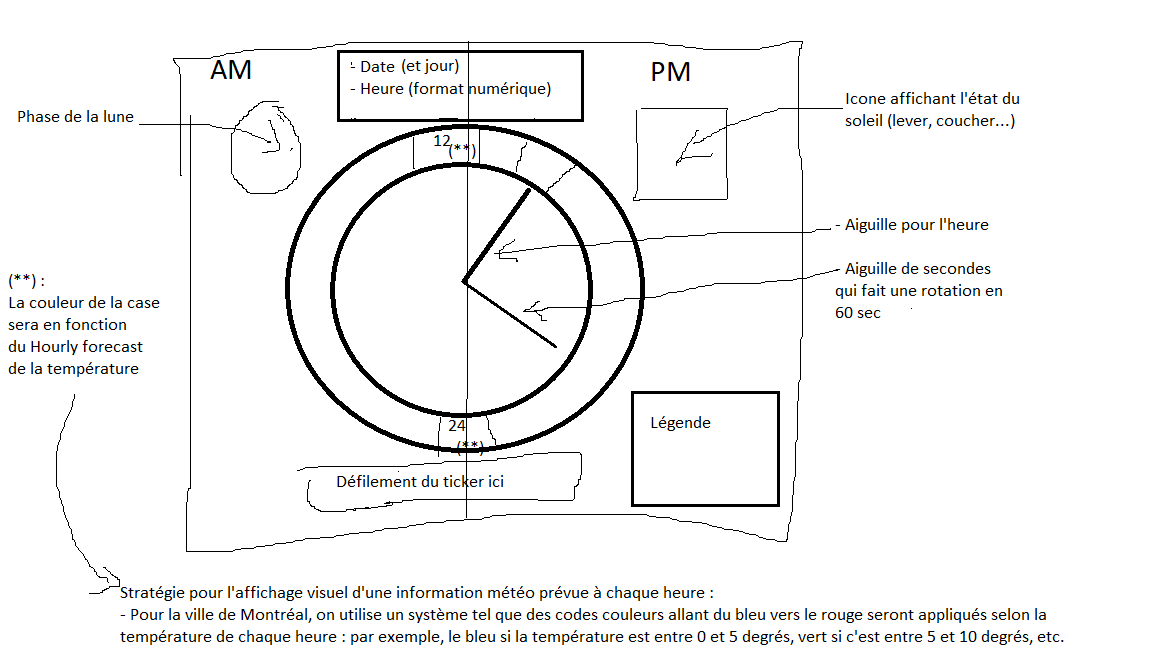 AM
- Date (et jour)
- Heure (format numérique)
PM
Phase de la lune
Icone affichant l'état du
soleil (lever, coucher...)
12
(**)
- Aiguille pour l'heure
- Aiguille de secondes
qui fait une rotation en
60 sec
(**) :
La couleur de la case
sera en fonction
du Hourly forecast
de la température
24
(**)
Légende
Défilement du ticker ici
Stratégie pour l'affichage visuel d'une information météo prévue à chaque heure :
- Pour la ville de Montréal, on utilise un système tel que des codes couleurs allant du bleu vers le rouge seront appliqués selon la
température de chaque heure : par exemple, le bleu si la température est entre 0 et 5 degrés, vert si c'est entre 5 et 10 degrés, etc.